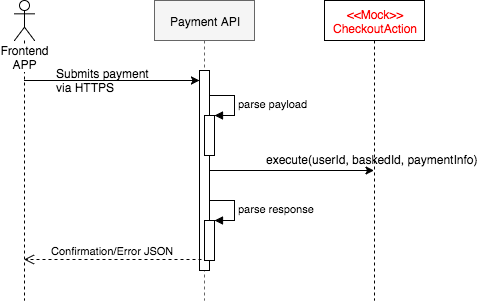 Payment API
<<Mock>>
CheckoutAction
Frontend
APP
Submits payment
via HTTPS
parse payload
execute(userId, baskedId, paymentInfo)
parse response
Confirmation/Error JSON